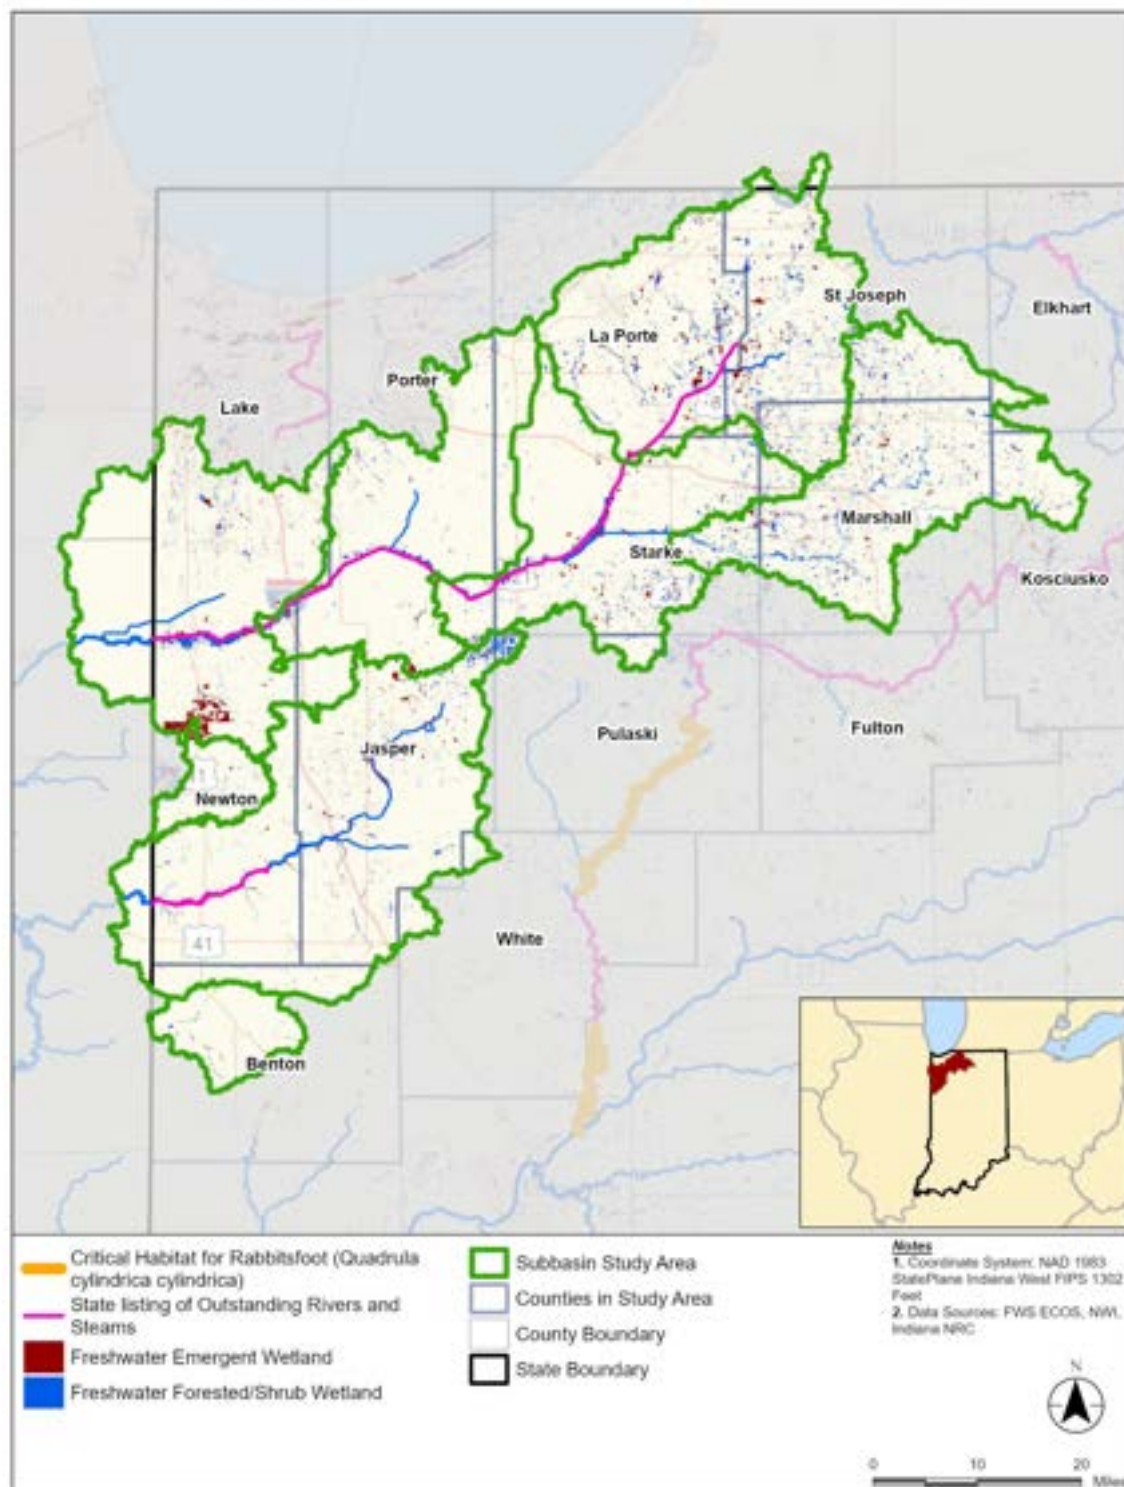 St Joseph
Elkhart
La Porte
Porter
Lake
Marshall
Starke
Kosciusko
Pulaski
Fulton
Jasper
Newton
White
41
Benton
Critical Habitat for Rabbitsfoot (Quadrula
cylindrica cylindrica)
State listing of Outstanding Rivers and
Steams
Freshwater Emergent Wetland
Freshwater Forested/Shrub Wetland
Subbasin Study Area
Counties in Study Area
County Boundary
State Boundary
Notes
1. Coordinate System: NAD 1983
StatePlane Indiana West FIPS 1302
Feet
2. Data Sources: FWS ECOS, NWI,
Indiana NRC
N
0 10 20
Miles